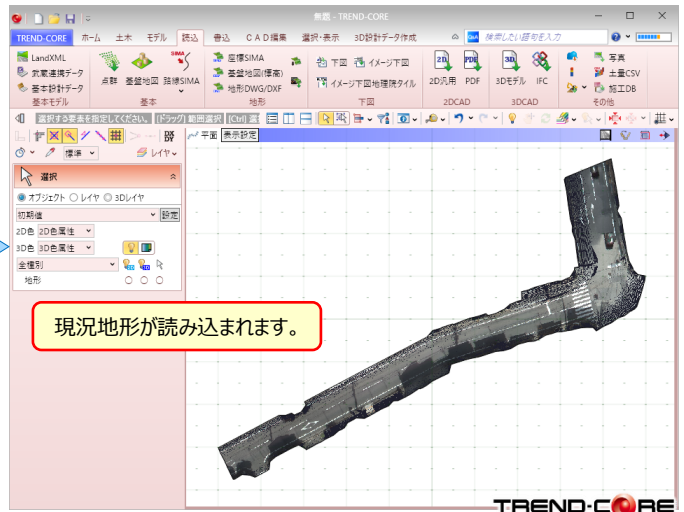 無題 - TREND-CORE
TREND-CORE ホーム 土木 モデル 読込 書込 CAD編集 選択･表示 3D設計データ作成 検索したい語句を入力
LandXML
武蔵連携データ
基本設計データ
基本モデル
点群 基盤地図 路線SIMA
基本
座標SIMA
基盤地図(標高)
地形DWG/DXF
地形
下図 イメージ下図
イメージ下図地理院タイル
下図
2D汎用 PDF
2DCAD
3Dモデル IFC
3DCAD
写真
土量CSV
施工DB
その他
選択する要素を指定してください。 [ドラッグ] 範囲選択 [Ctrl] 選
平面 [表示設定]
標準 レイヤ
選択
オブジェクト レイヤ 3Dレイヤ
初期値 設定
2D色 2D色属性
3D色 3D色属性
全種別
地形
現況地形が読み込まれます。
TREND-CORE